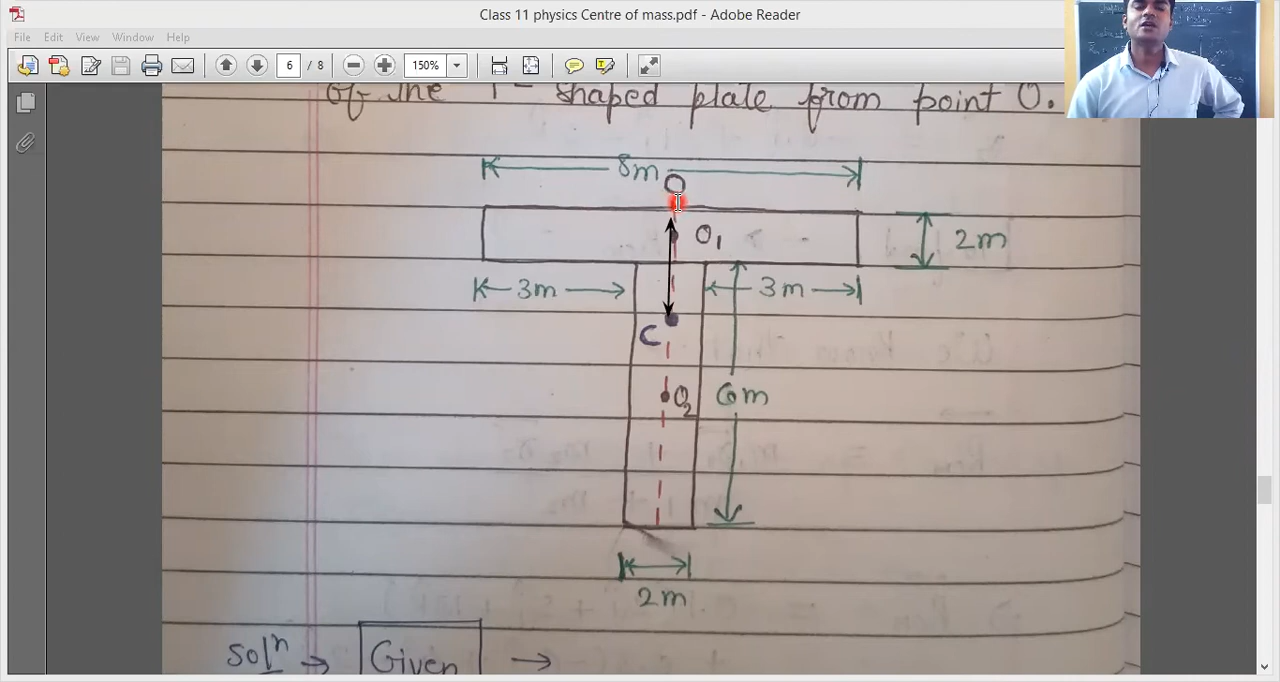 Class 11 physics Centre of mass.pdf - Adobe Reader
File Edit View Window Help
6 / 8 150%
of the T - shaped plate from point O.
8m
O
O1
2m
3m
3m
C
O2
6m
2m
Solⁿ → Given →